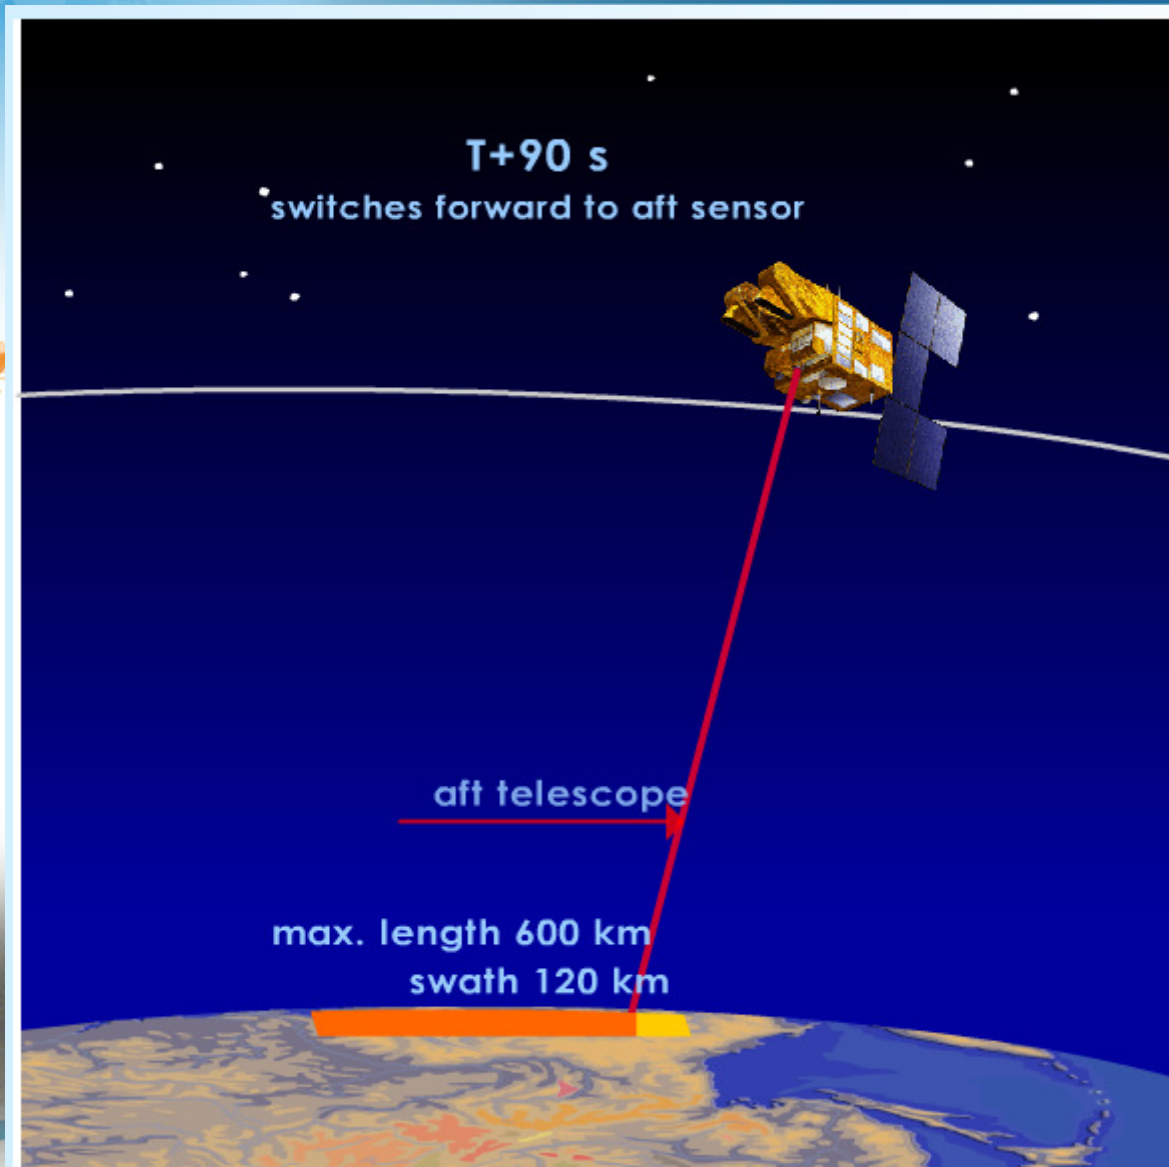 T+90 s
switches forward to aft sensor
aft telescope
max. length 600 km
swath 120 km